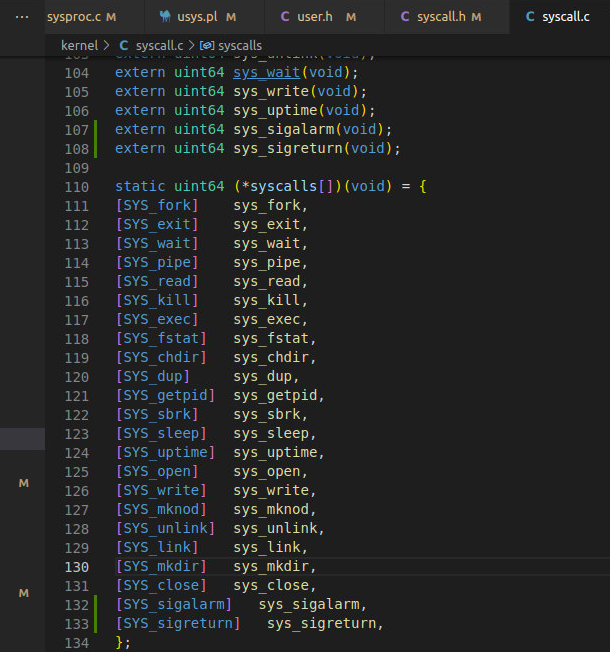 ··· sysproc.c M usys.pl M C user.h M C syscall.h M C syscall.c
kernel > C syscall.c > syscalls
103 extern uint64 sys_unlink(void);
104 extern uint64 sys_wait(void);
105 extern uint64 sys_write(void);
106 extern uint64 sys_uptime(void);
107 extern uint64 sys_sigalarm(void);
108 extern uint64 sys_sigreturn(void);
109
110 static uint64 (*syscalls[])(void) = {
111 [SYS_fork] sys_fork,
112 [SYS_exit] sys_exit,
113 [SYS_wait] sys_wait,
114 [SYS_pipe] sys_pipe,
115 [SYS_read] sys_read,
116 [SYS_kill] sys_kill,
117 [SYS_exec] sys_exec,
118 [SYS_fstat] sys_fstat,
119 [SYS_chdir] sys_chdir,
120 [SYS_dup] sys_dup,
121 [SYS_getpid] sys_getpid,
122 [SYS_sbrk] sys_sbrk,
123 [SYS_sleep] sys_sleep,
124 [SYS_uptime] sys_uptime,
125 [SYS_open] sys_open,
126 [SYS_write] sys_write,
127 [SYS_mknod] sys_mknod,
128 [SYS_unlink] sys_unlink,
129 [SYS_link] sys_link,
130 [SYS_mkdir] sys_mkdir,
131 [SYS_close] sys_close,
132 [SYS_sigalarm] sys_sigalarm,
133 [SYS_sigreturn] sys_sigreturn,
134 };
M
M